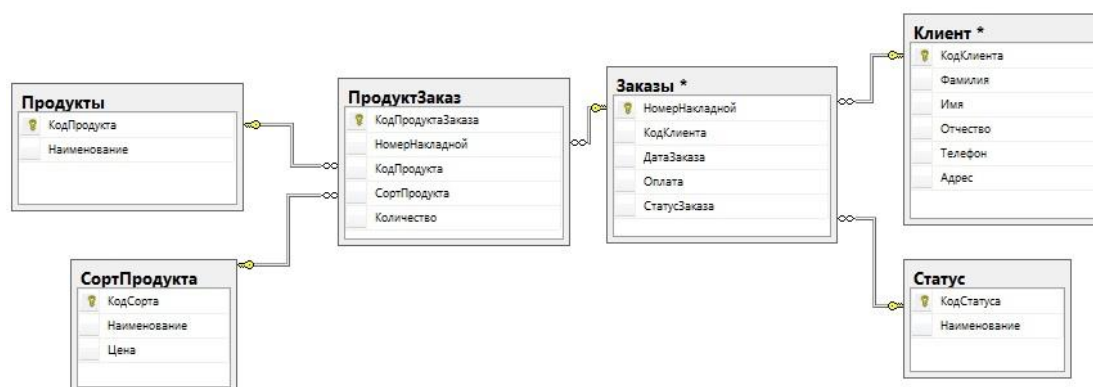 Продукты
КодПродукта
Наименование
СортПродукта
КодСорта
Наименование
Цена
ПродуктЗаказ
КодПродуктаЗаказа
НомерНакладной
КодПродукта
СортПродукта
Количество
Заказы *
НомерНакладной
КодКлиента
ДатаЗаказа
Оплата
СтатусЗаказа
Клиент *
КодКлиента
Фамилия
Имя
Отчество
Телефон
Адрес
Статус
КодСтатуса
Наименование